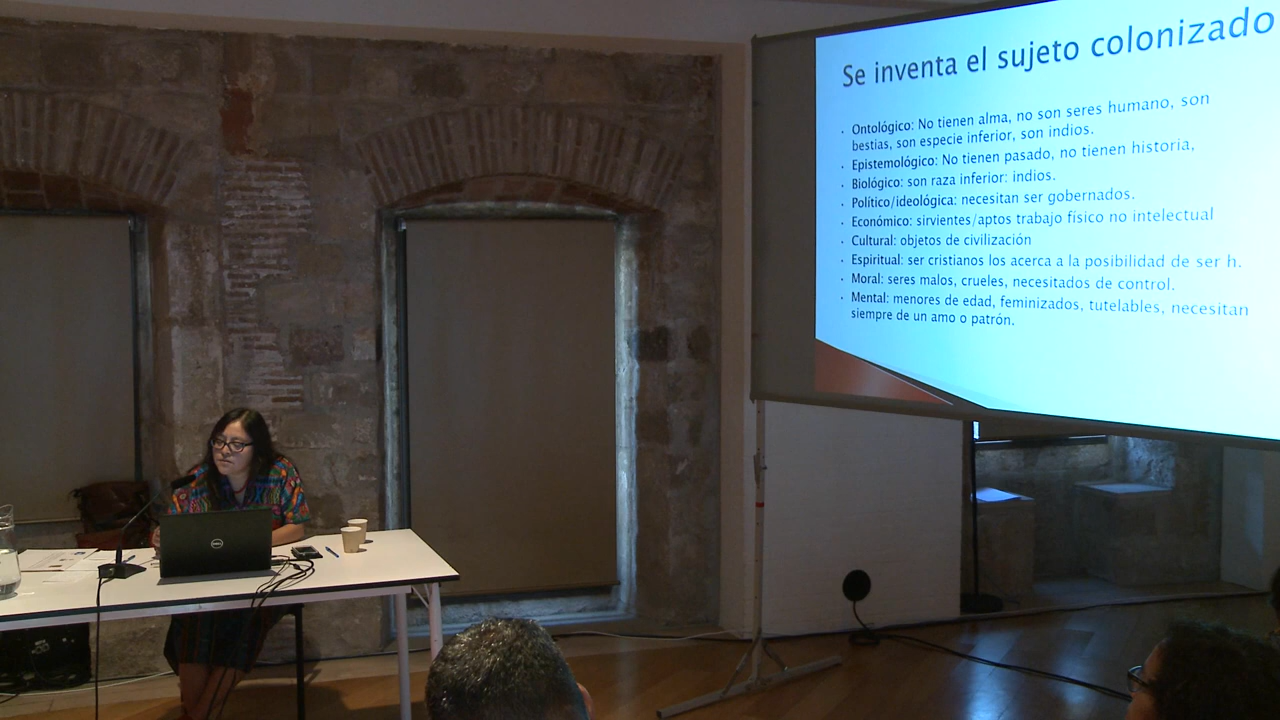 Se inventa el sujeto colonizado
· Ontológico: No tienen alma, no son seres humano, son
bestias, son especie inferior, son indios.
· Epistemológico: No tienen pasado, no tienen historia,
· Biológico: son raza inferior: indios.
· Político/ideológica: necesitan ser gobernados.
· Económico: sirvientes/aptos trabajo físico no intelectual
· Cultural: objetos de civilización
· Espiritual: ser cristianos los acerca a la posibilidad de ser h.
· Moral: seres malos, crueles, necesitados de control.
· Mental: menores de edad, feminizados, tutelables, necesitan
siempre de un amo o patrón.
DELL